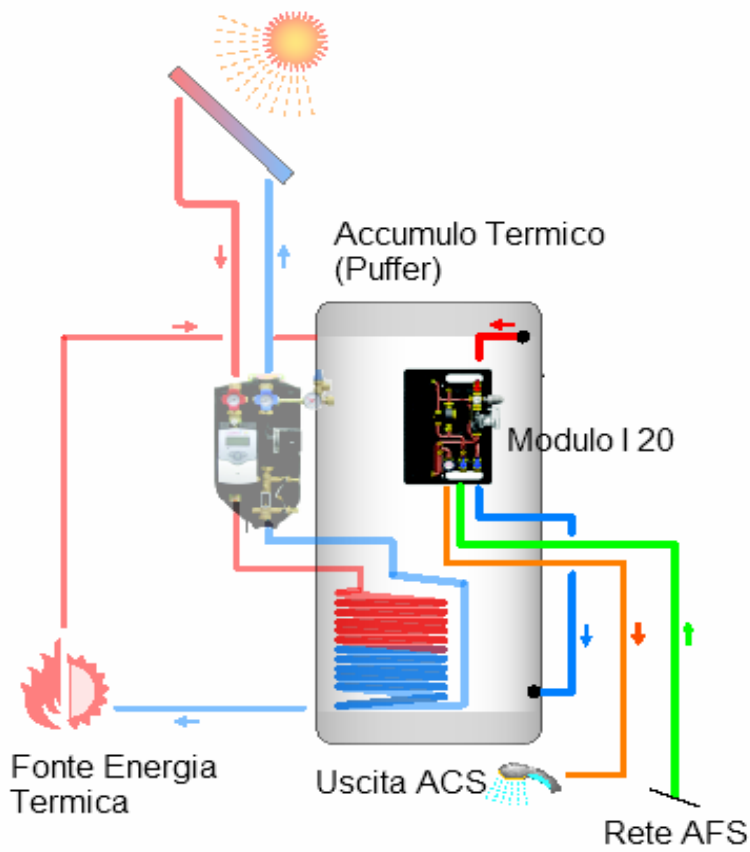 Accumulo Termico
(Puffer)
Modulo I 20
Fonte Energia
Termica
Uscita ACS
Rete AFS